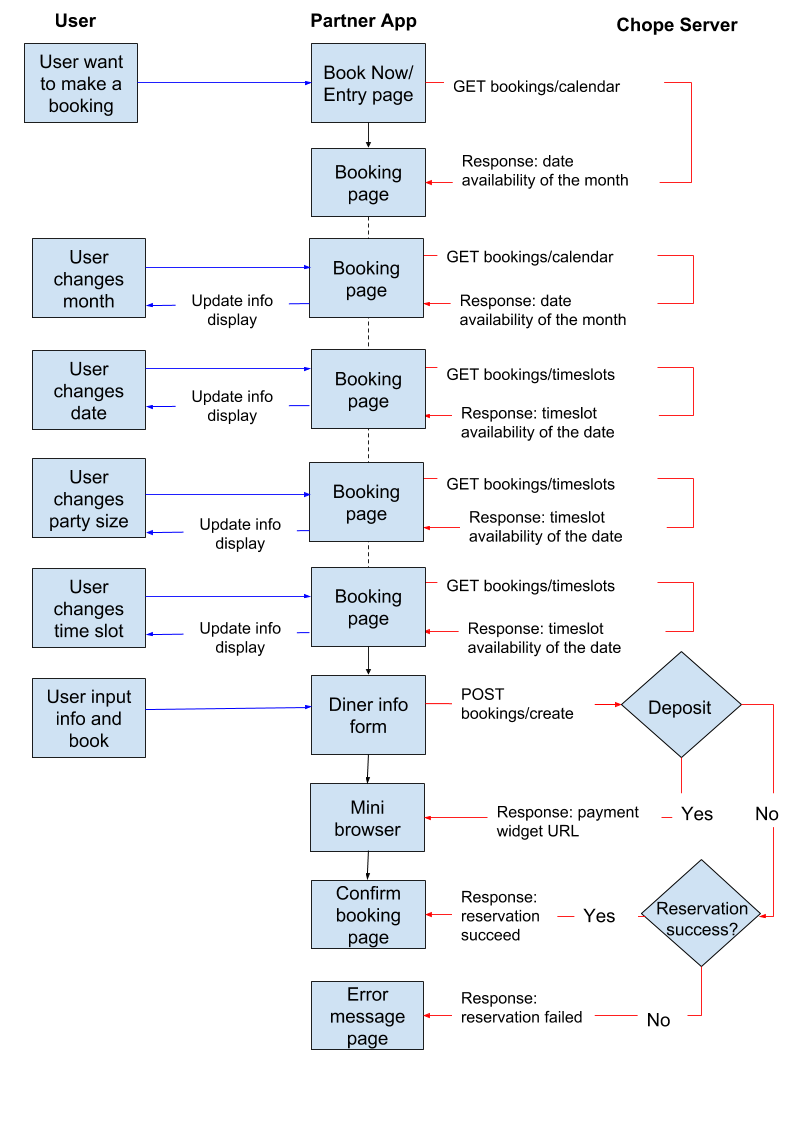 User
Partner App
Chope Server
User want
to make a
booking
Book Now/
Entry page
GET bookings/calendar
Booking
page
Response: date
availability of the month
User
changes
month
Update info
display
Booking
page
GET bookings/calendar
Response: date
availability of the month
User
changes
date
Update info
display
Booking
page
GET bookings/timeslots
Response: timeslot
availability of the date
User
changes
party size
Update info
display
Booking
page
GET bookings/timeslots
Response: timeslot
availability of the date
User
changes
time slot
Update info
display
Booking
page
GET bookings/timeslots
Response: timeslot
availability of the date
User input
info and
book
Diner info
form
POST
bookings/create
Deposit
Mini
browser
Response: payment
widget URL
Yes
No
Confirm
booking
page
Response:
reservation
succeed
Yes
Reservation
success?
Error
message
page
Response:
reservation failed
No